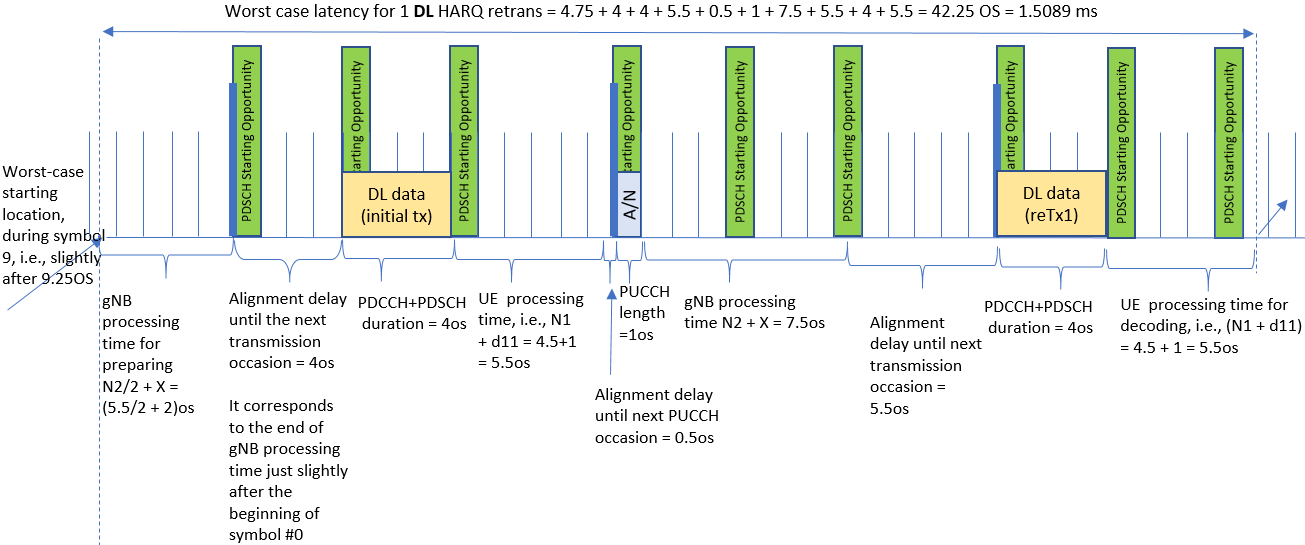 Worst case latency for 1 DL HARQ retrans = 4.75 + 4 + 4 + 5.5 + 0.5 + 1 + 7.5 + 5.5 + 4 + 5.5 = 42.25 OS = 1.5089 ms
PDSCH Starting Opportunity
arting Opportunity
PDSCH Starting Opportunity
Starting Opportunity
PDSCH Starting Opportunity
PDSCH Starting Opportunity
Starting Opportunity
PDSCH Starting Opportunity
PDSCH Starting Opportunity
DL data
(initial tx)
A/N
DL data
(reTx1)
Worst-case
starting
location,
during symbol
9, i.e., slightly
after 9.25OS
gNB
processing
time for
preparing
N2/2 + X =
(5.5/2 + 2)os
Alignment delay
until the next
transmission
occasion = 4os
It corresponds
to the end of
gNB processing
time just slightly
after the
beginning of
symbol #0
PDCCH+PDSCH
duration = 4os
UE processing
time, i.e., N1
+ d11 = 4.5+1
= 5.5os
Alignment delay
until next PUCCH
occasion = 0.5os
PUCCH
length
=1os
gNB processing
time N2 + X = 7.5os
Alignment
delay until next
transmission
occasion =
5.5os
PDCCH+PDSCH
duration = 4os
UE processing time for
decoding, i.e., (N1 + d11)
= 4.5 + 1 = 5.5os